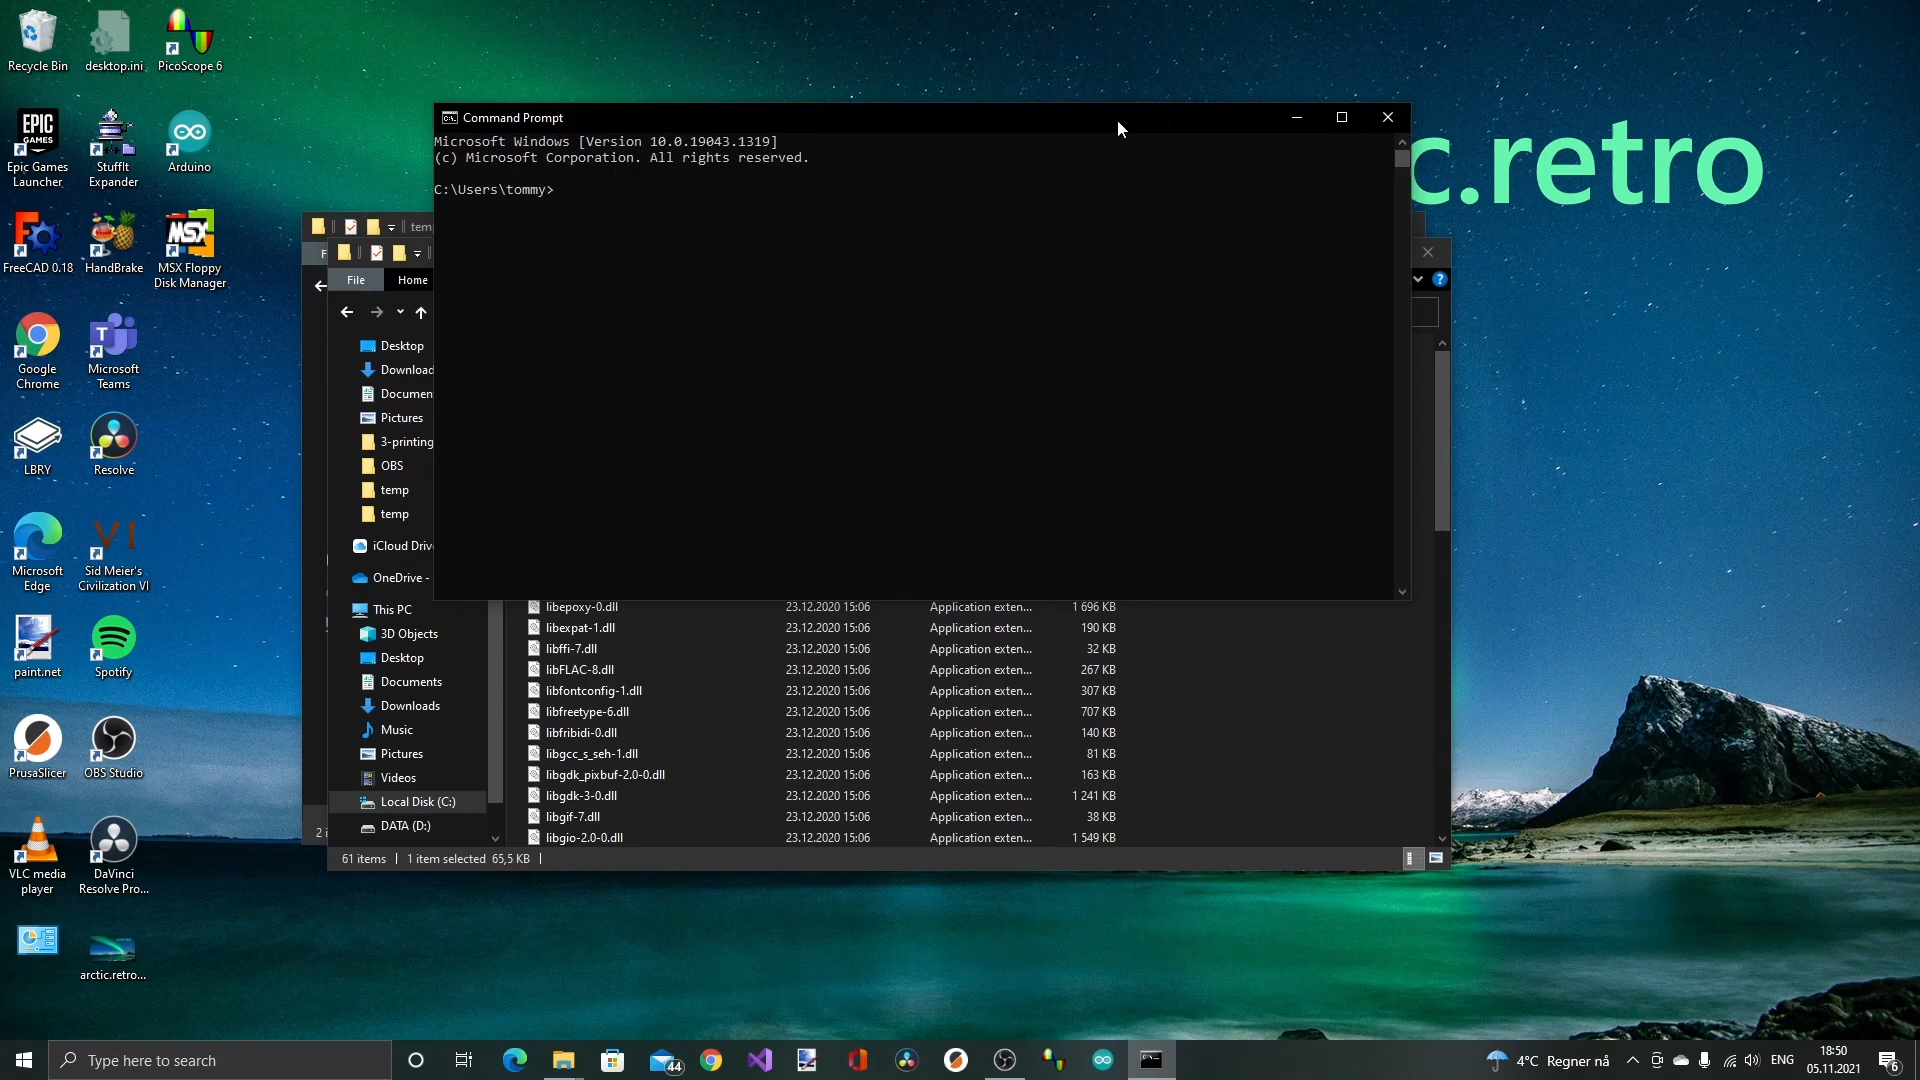 Recycle Bin
desktop.ini
PicoScope 6
EPIC
GAMES
Epic Games
Launcher
StuffIt
Expander
Arduino
FreeCAD 0.18
HandBrake
MSX
MSX Floppy
Disk Manager
Google
Chrome
Microsoft
Teams
LBRY
Resolve
Microsoft
Edge
VI
Sid Meier's
Civilization VI
paint.net
Spotify
PrusaSlicer
OBS Studio
VLC media
player
DaVinci
Resolve Pro...
arctic.retro...
c.retro
Command Prompt
Microsoft Windows [Version 10.0.19043.1319]
(c) Microsoft Corporation. All rights reserved.
C:\Users\tommy>
tem
F
File Home
Desktop
Download
Documen
Pictures
3-printing
OBS
temp
temp
iCloud Driv
OneDrive -
This PC
3D Objects
Desktop
Documents
Downloads
Music
Pictures
Videos
Local Disk (C:)
DATA (D:)
libepoxy-0.dll 23.12.2020 15:06 Application exten... 1 696 KB
libexpat-1.dll 23.12.2020 15:06 Application exten... 190 KB
libffi-7.dll 23.12.2020 15:06 Application exten... 32 KB
libFLAC-8.dll 23.12.2020 15:06 Application exten... 267 KB
libfontconfig-1.dll 23.12.2020 15:06 Application exten... 307 KB
libfreetype-6.dll 23.12.2020 15:06 Application exten... 707 KB
libfribidi-0.dll 23.12.2020 15:06 Application exten... 140 KB
libgcc_s_seh-1.dll 23.12.2020 15:06 Application exten... 81 KB
libgdk_pixbuf-2.0-0.dll 23.12.2020 15:06 Application exten... 163 KB
libgdk-3-0.dll 23.12.2020 15:06 Application exten... 1 241 KB
libgif-7.dll 23.12.2020 15:06 Application exten... 38 KB
libgio-2.0-0.dll 23.12.2020 15:06 Application exten... 1 549 KB
2 i
61 items | 1 item selected 65,5 KB |
Type here to search
44
4°C Regner nå
ENG
18:50
05.11.2021
6